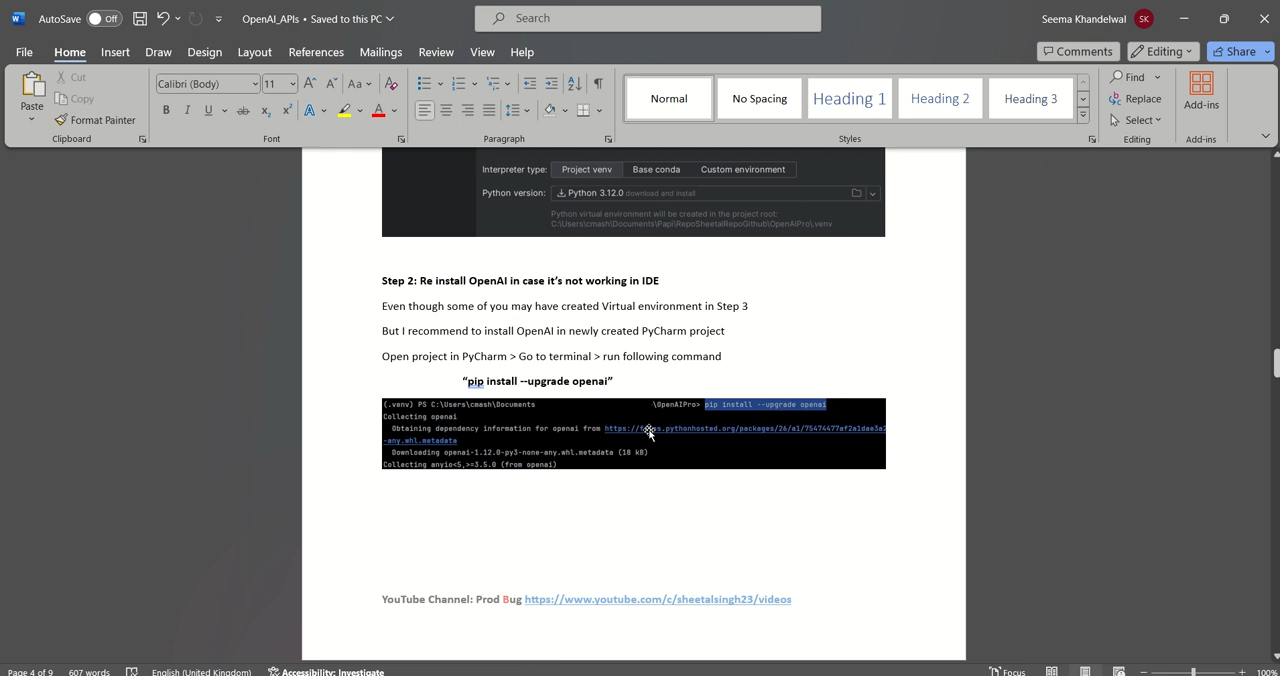 AutoSave Off OpenAI_APIs • Saved to this PC Search Seema Khandelwal SK
File Home Insert Draw Design Layout References Mailings Review View Help Comments Editing Share
Paste Cut Copy Format Painter Calibri (Body) 11 Normal No Spacing Heading 1 Heading 2 Heading 3 Find Replace Select Add-ins
Clipboard Font Paragraph Styles Editing Add-ins
Interpreter type: Project venv Base conda Custom environment
Python version: Python 3.12.0 download and install
Python virtual environment will be created in the project root:
C:\Users\cmash\Documents\Papi\RepoSheetalRepoGithub\OpenAIPro\.venv
Step 2: Re install OpenAI in case it’s not working in IDE
Even though some of you may have created Virtual environment in Step 3
But I recommend to install OpenAI in newly created PyCharm project
Open project in PyCharm > Go to terminal > run following command
“pip install --upgrade openai”
(.venv) PS C:\Users\cmash\Documents \OpenAIPro> pip install --upgrade openai
Collecting openai
Obtaining dependency information for openai from
-any.whl.metadata
Downloading openai-1.12.0-py3-none-any.whl.metadata (18 kB)
Collecting anyio<5,>=3.5.0 (from openai)
YouTube Channel: Prod Bug https://www.youtube.com/c/sheetalsingh23/videos
Page 4 of 9 607 words English (United Kingdom) Accessibility: Investigate Focus 100%